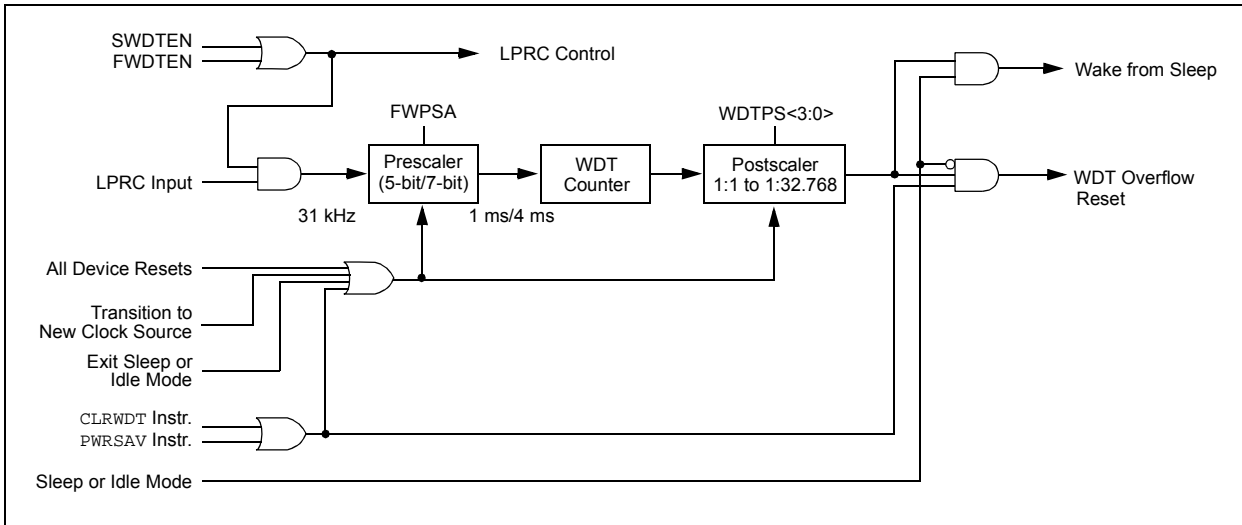 SWDTEN
FWDTEN
LPRC Control
Wake from Sleep
FWPSA
WDTPS<3:0>
Prescaler
(5-bit/7-bit)
WDT
Counter
Postscaler
1:1 to 1:32.768
LPRC Input
WDT Overflow
Reset
31 kHz
1 ms/4 ms
All Device Resets
Transition to
New Clock Source
Exit Sleep or
Idle Mode
CLRWDT Instr.
PWRSAV Instr.
Sleep or Idle Mode